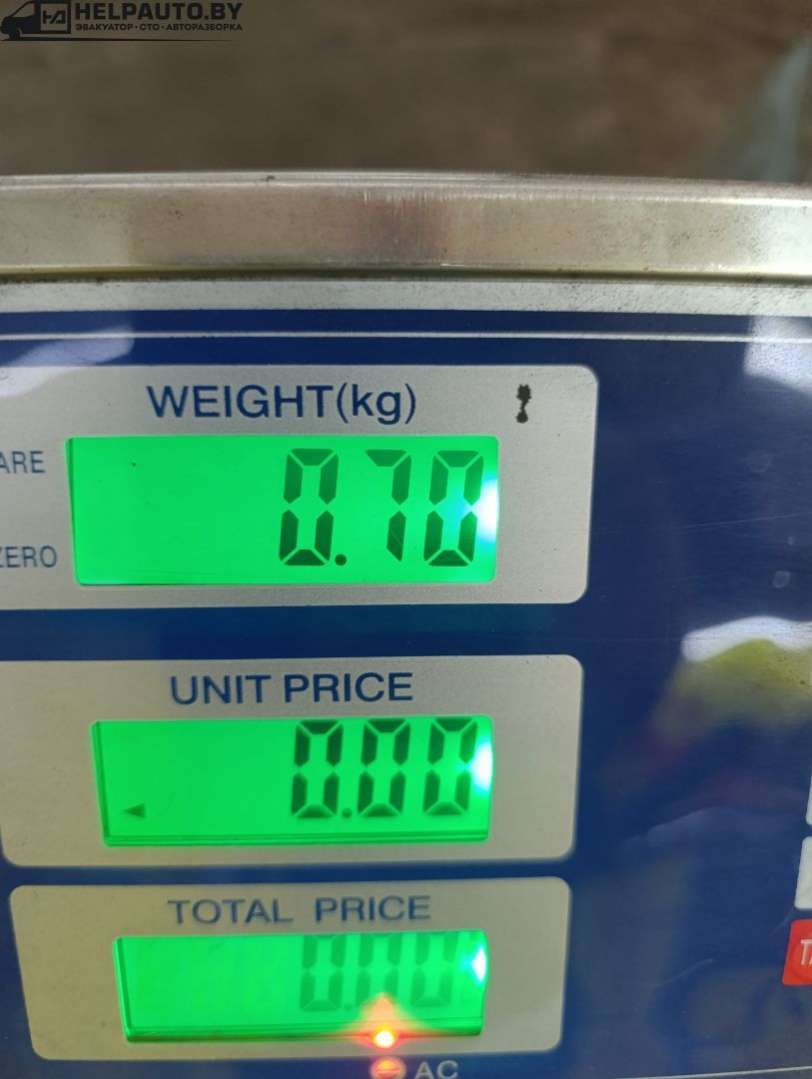 HELPAUTO.BY
ЭВАКУАТОР • СТО • АВТОРАЗБОРКА
WEIGHT(kg)
ARE
0.70
ZERO
UNIT PRICE
0.00
TOTAL PRICE
0.00
AC